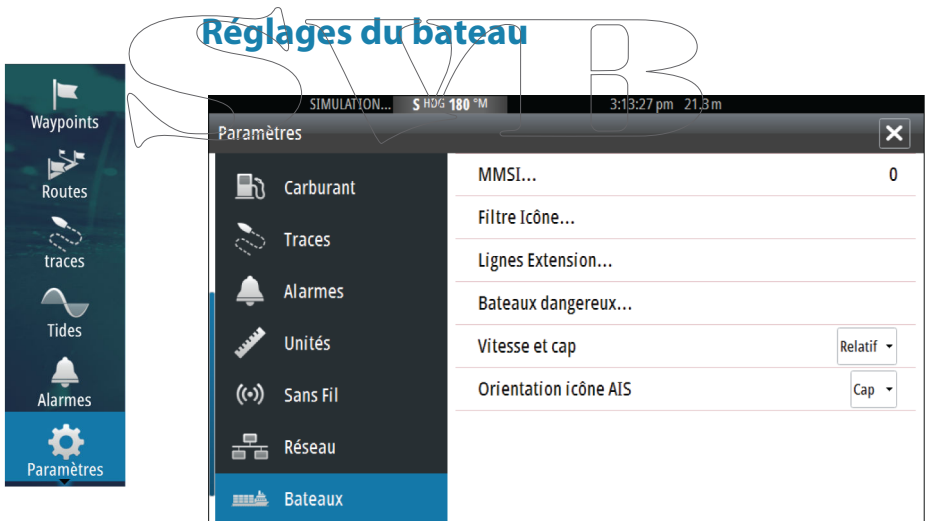 Réglages du bateau
SVB
Waypoints
Routes
traces
Tides
Alarmes
Paramètres
SIMULATION... S HDG 180 °M 3:13:27 pm 21.3 m
Paramètres
Carburant
Traces
Alarmes
Unités
Sans Fil
Réseau
Bateaux
MMSI... 0
Filtre Icône...
Lignes Extension...
Bateaux dangereux...
Vitesse et cap Relatif
Orientation icône AIS Cap